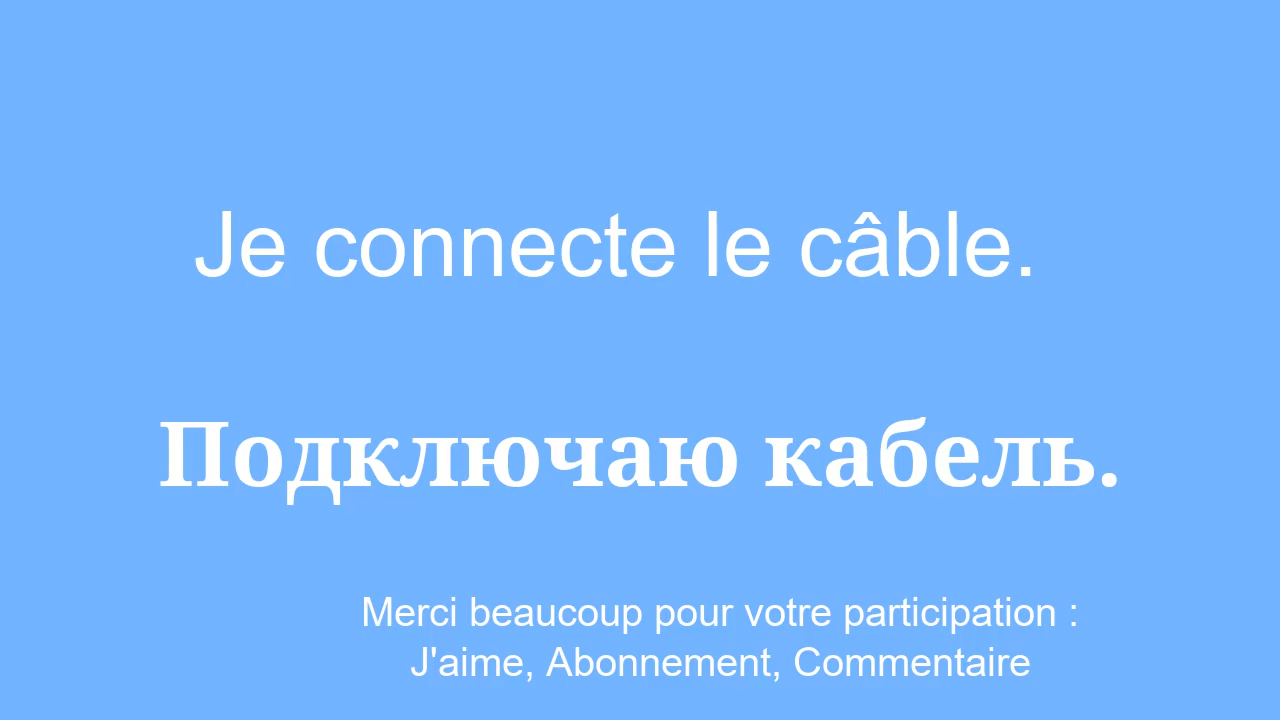 Je connecte le câble.
Подключаю кабель.
Merci beaucoup pour votre participation :
J'aime, Abonnement, Commentaire